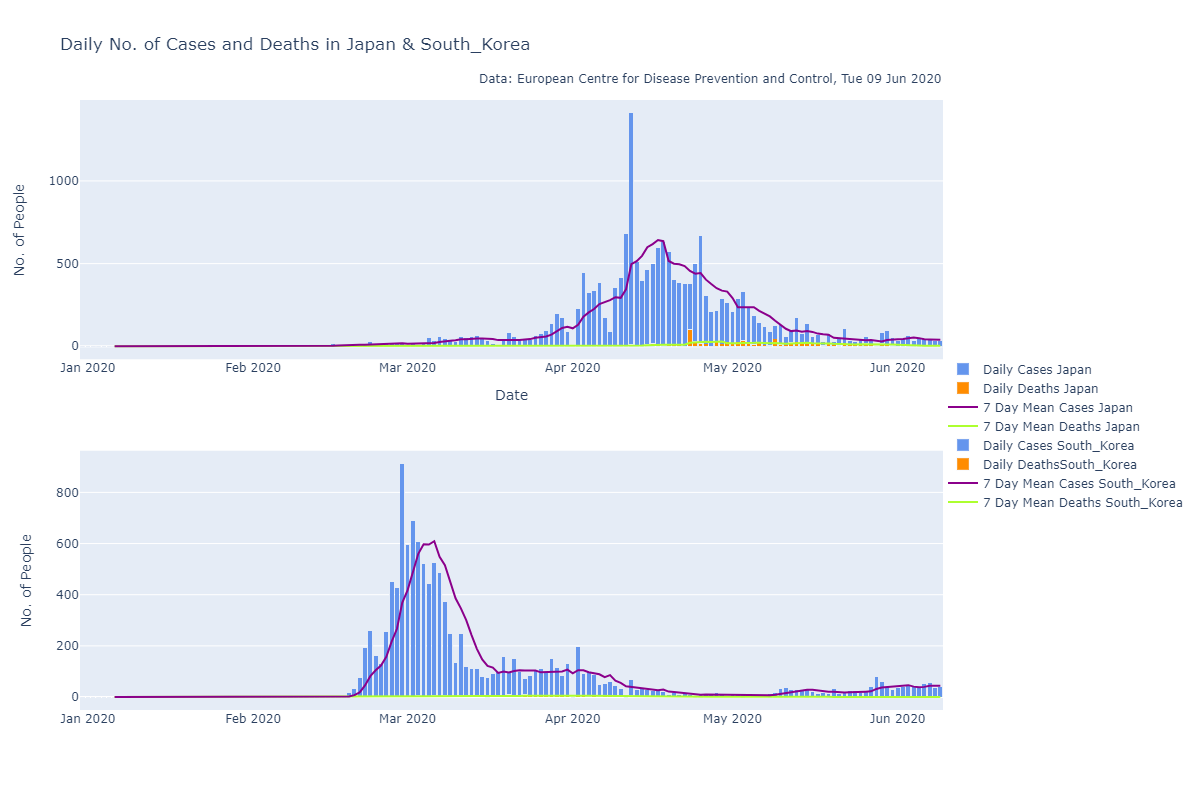 Daily No. of Cases and Deaths in Japan & South_Korea
Data: European Centre for Disease Prevention and Control, Tue 09 Jun 2020
No. of People
1000
500
0
Jan 2020 Feb 2020 Mar 2020 Apr 2020 May 2020 Jun 2020
Date
Daily Cases Japan
Daily Deaths Japan
7 Day Mean Cases Japan
7 Day Mean Deaths Japan
Daily Cases South_Korea
Daily DeathsSouth_Korea
7 Day Mean Cases South_Korea
7 Day Mean Deaths South_Korea
No. of People
800
600
400
200
0
Jan 2020 Feb 2020 Mar 2020 Apr 2020 May 2020 Jun 2020